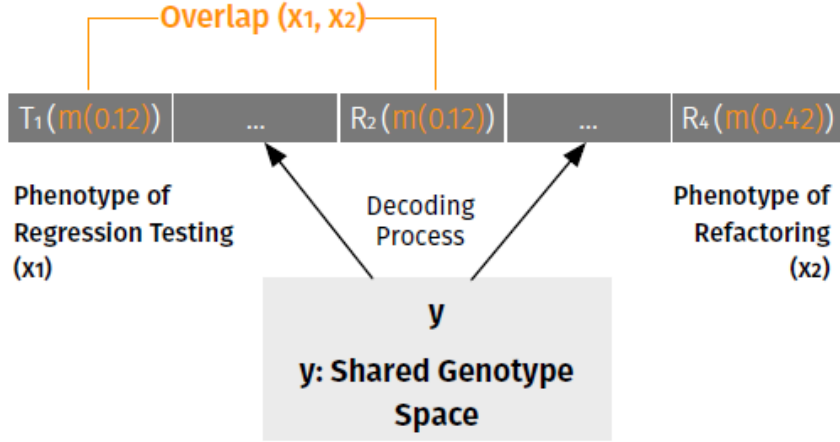 Overlap (x1, x2)
T1(m(0.12)) ... R2(m(0.12)) ... R4(m(0.42))
Phenotype of
Regression Testing
(x1)
Decoding
Process
Phenotype of
Refactoring
(x2)
y
y: Shared Genotype
Space